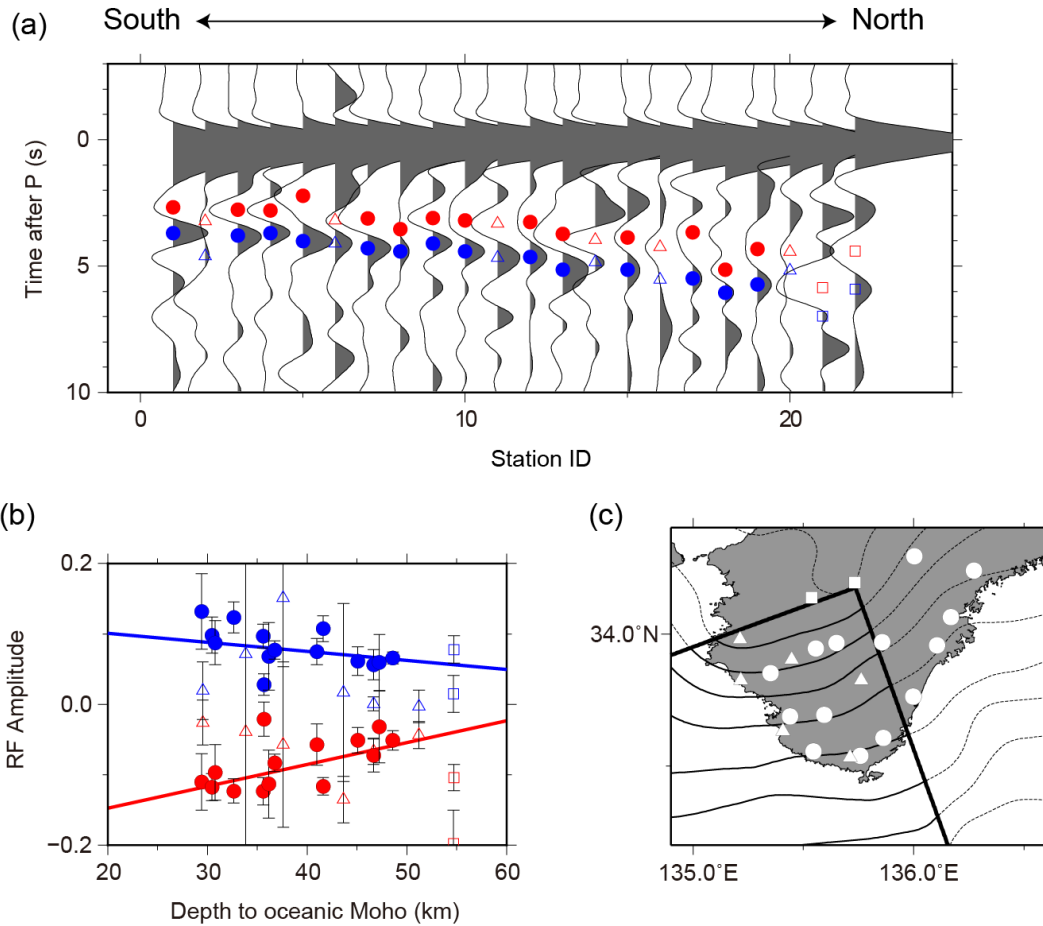 (a)
South
North
Time after P (s)
0
5
10
0
10
20
Station ID
(b)
RF Amplitude
0.2
0.0
−0.2
20
30
40
50
60
Depth to oceanic Moho (km)
(c)
34.0˚N
135.0˚E
136.0˚E